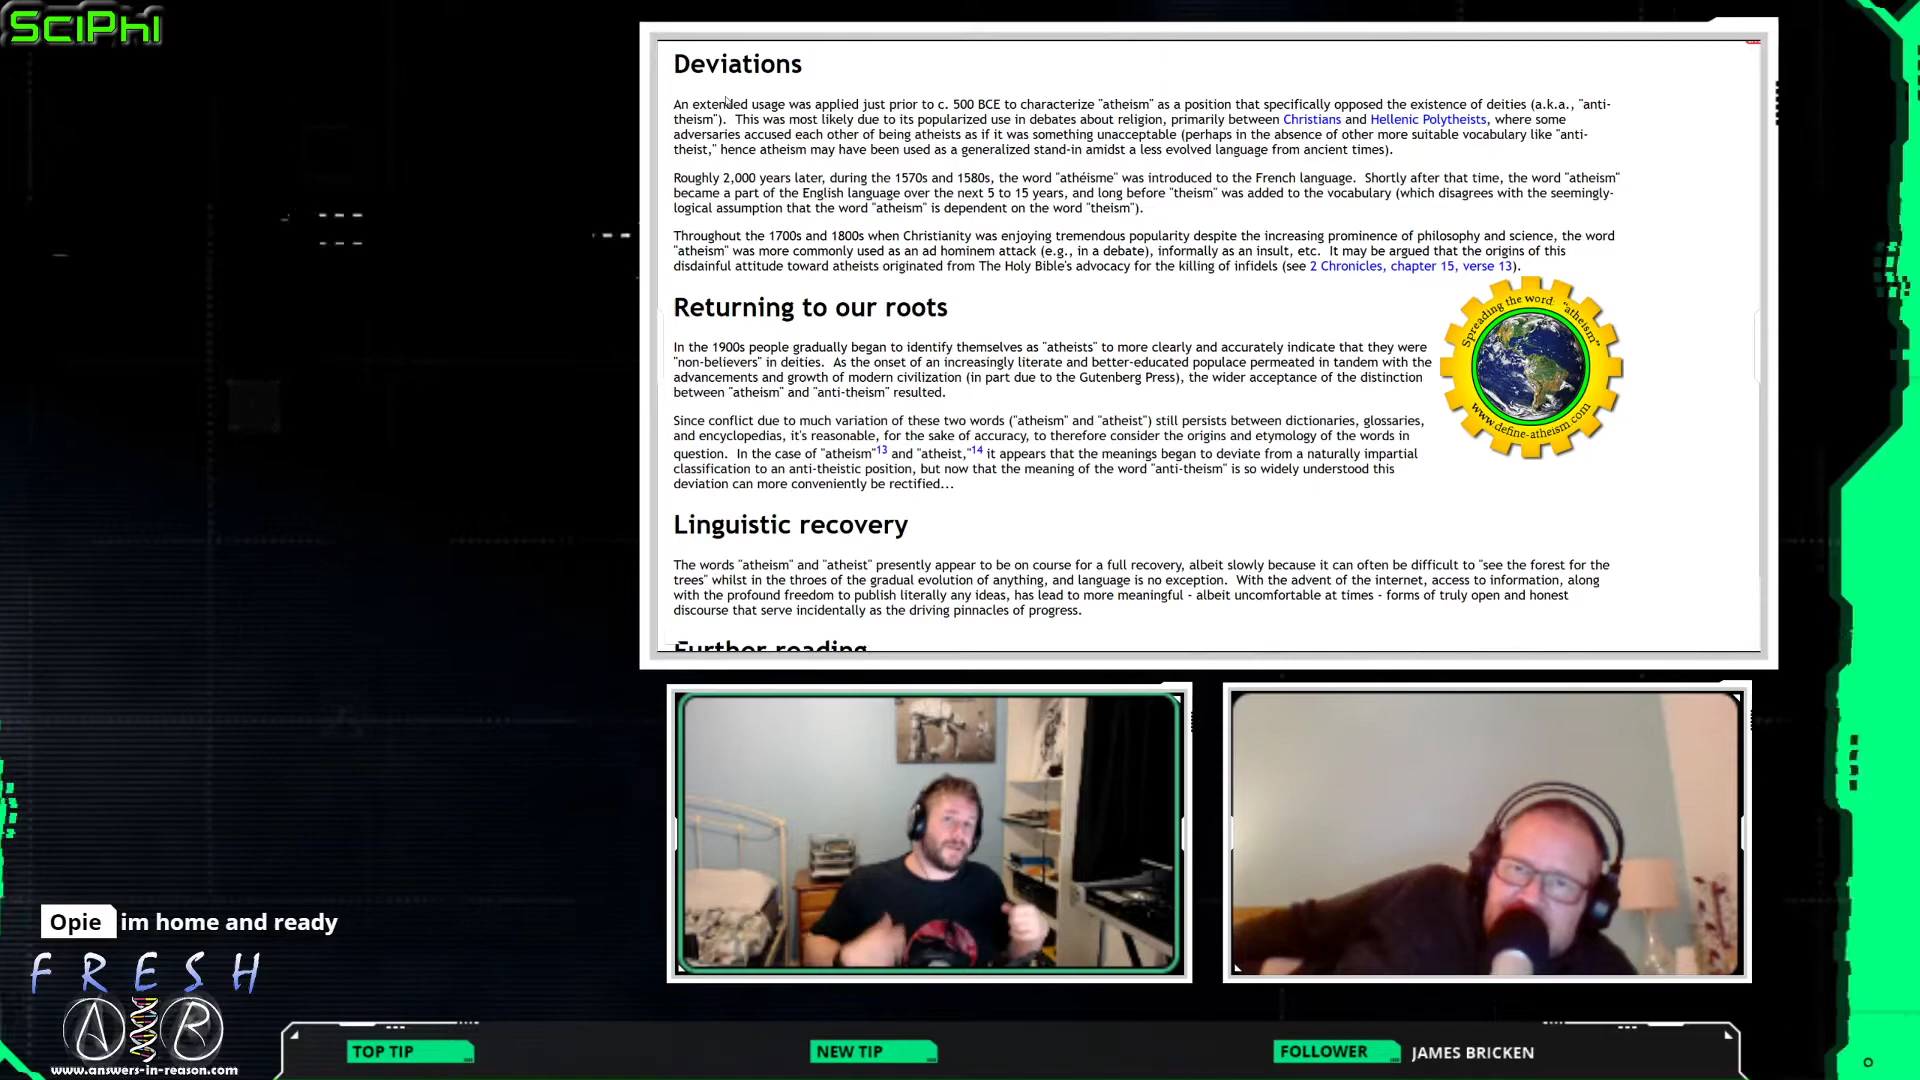 SCIPHI
Deviations
An extended usage was applied just prior to c. 500 BCE to characterize "atheism" as a position that specifically opposed the existence of deities (a.k.a., "anti-
theism").  This was most likely due to its popularized use in debates about religion, primarily between Christians and Hellenic Polytheists, where some
adversaries accused each other of being atheists as if it was something unacceptable (perhaps in the absence of other more suitable vocabulary like "anti-
theist," hence atheism may have been used as a generalized stand-in amidst a less evolved language from ancient times).
Roughly 2,000 years later, during the 1570s and 1580s, the word "athéisme" was introduced to the French language.  Shortly after that time, the word "atheism"
became a part of the English language over the next 5 to 15 years, and long before "theism" was added to the vocabulary (which disagrees with the seemingly-
logical assumption that the word "atheism" is dependent on the word "theism").
Throughout the 1700s and 1800s when Christianity was enjoying tremendous popularity despite the increasing prominence of philosophy and science, the word
"atheism" was more commonly used as an ad hominem attack (e.g., in a debate), informally as an insult, etc.  It may be argued that the origins of this
disdainful attitude toward atheists originated from The Holy Bible's advocacy for the killing of infidels (see 2 Chronicles, chapter 15, verse 13).
Returning to our roots
In the 1900s people gradually began to identify themselves as "atheists" to more clearly and accurately indicate that they were
"non-believers" in deities.  As the onset of an increasingly literate and better-educated populace permeated in tandem with the
advancements and growth of modern civilization (in part due to the Gutenberg Press), the wider acceptance of the distinction
between "atheism" and "anti-theism" resulted.
Since conflict due to much variation of these two words ("atheism" and "atheist") still persists between dictionaries, glossaries,
and encyclopedias, it's reasonable, for the sake of accuracy, to therefore consider the origins and etymology of the words in
question.  In the case of "atheism"13 and "atheist,"14 it appears that the meanings began to deviate from a naturally impartial
classification to an anti-theistic position, but now that the meaning of the word "anti-theism" is so widely understood this
deviation can more conveniently be rectified...
Spreading the word: "atheism"
www.define-atheism.com
Linguistic recovery
The words "atheism" and "atheist" presently appear to be on course for a full recovery, albeit slowly because it can often be difficult to "see the forest for the
trees" whilst in the throes of the gradual evolution of anything, and language is no exception.  With the advent of the internet, access to information, along
with the profound freedom to publish literally any ideas, has lead to more meaningful - albeit uncomfortable at times - forms of truly open and honest
discourse that serve incidentally as the driving pinnacles of progress.
Further reading
Opie im home and ready
FRESH
A R
www.answers-in-reason.com
TOP TIP
NEW TIP
FOLLOWER JAMES BRICKEN